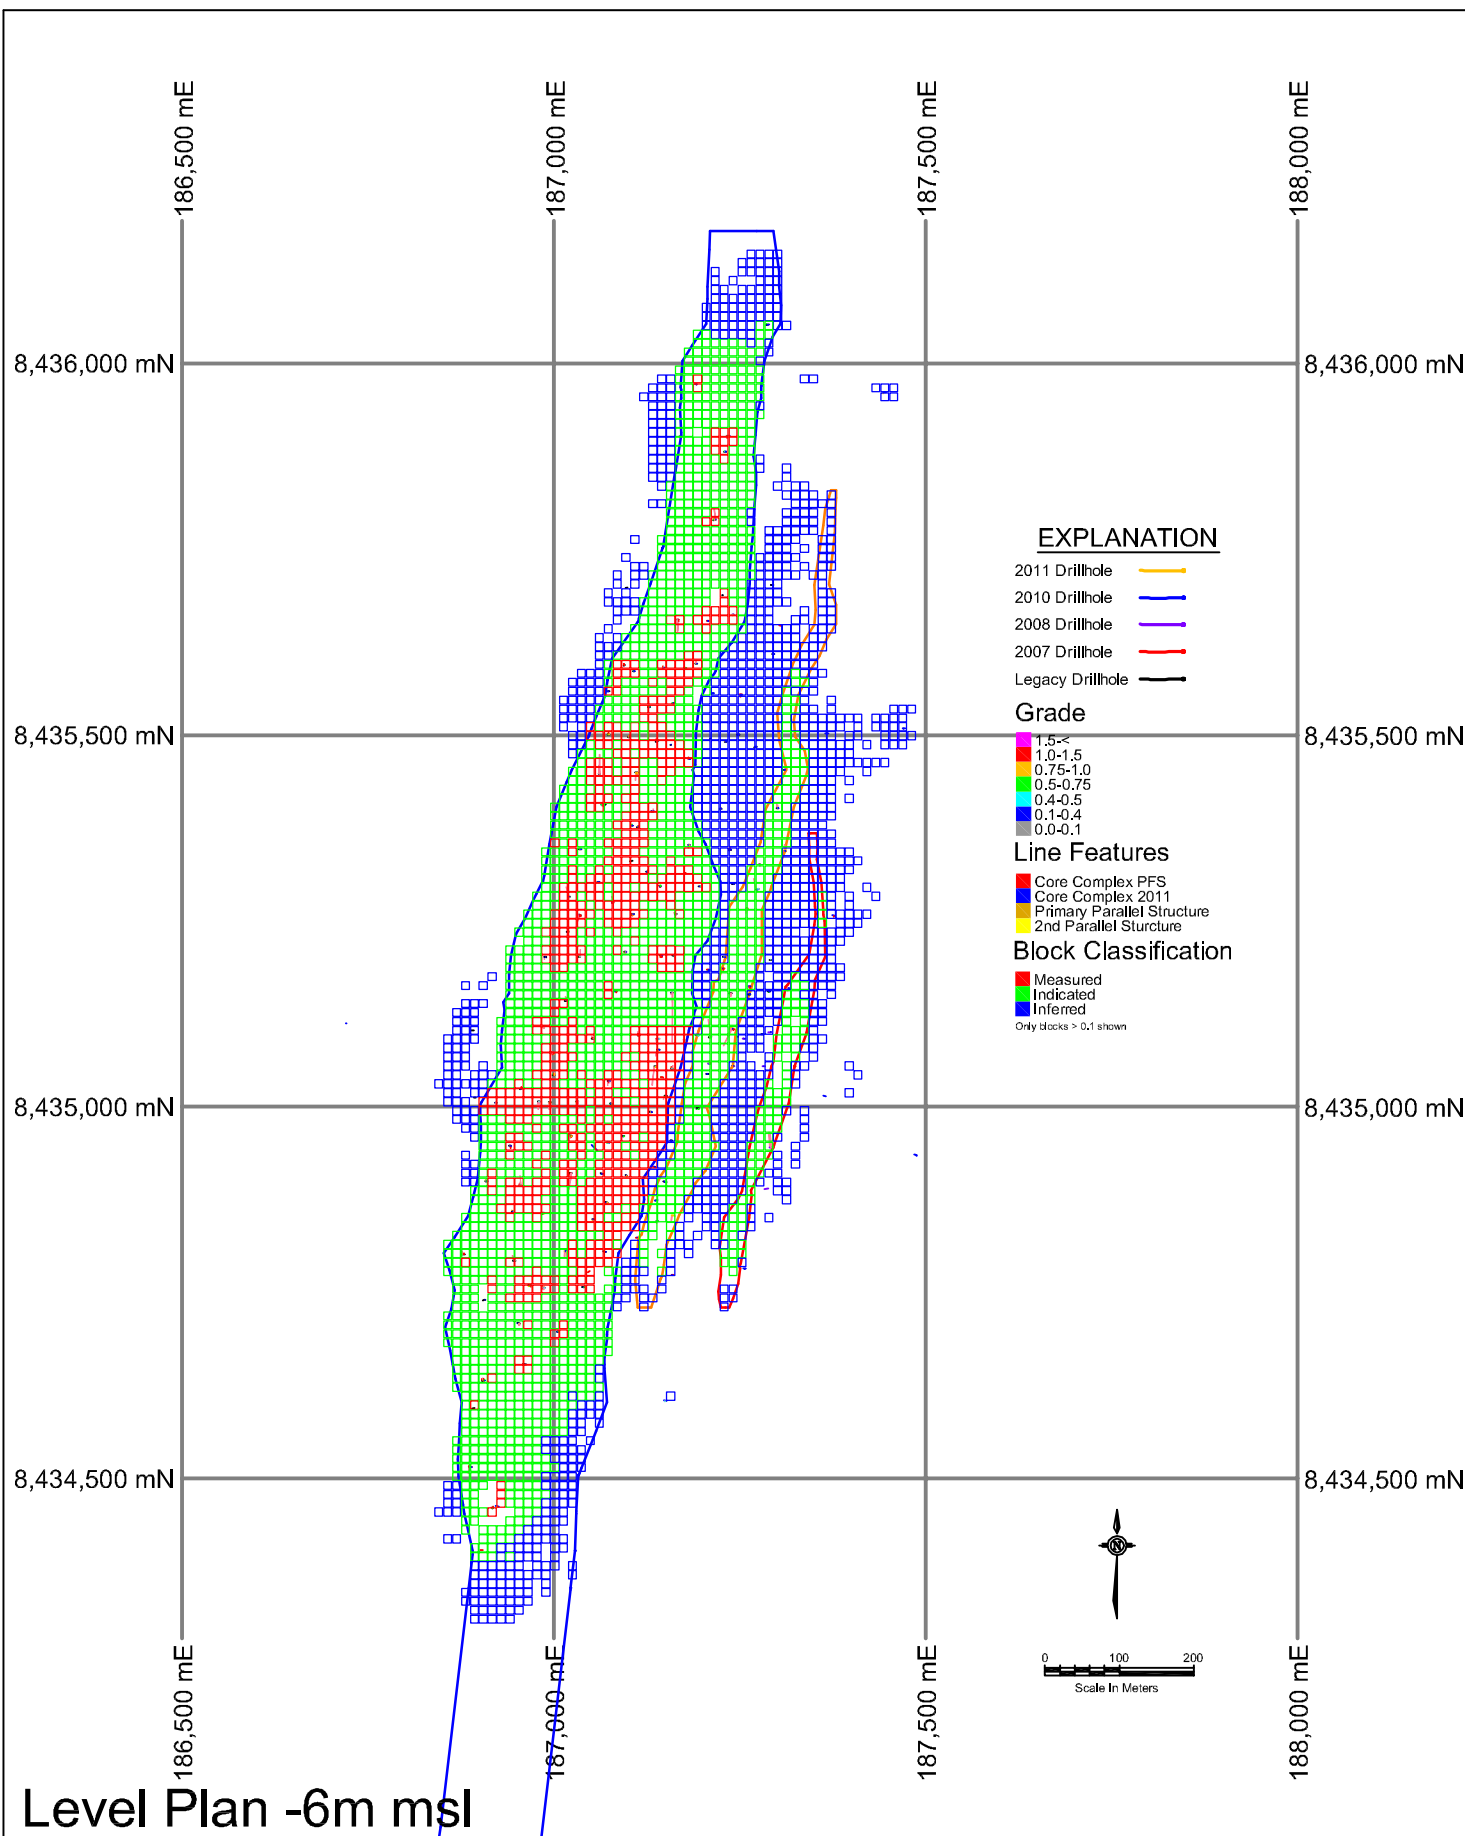 186,500 mE
187,000 mE
187,500 mE
188,000 mE
8,436,000 mN
8,436,000 mN
EXPLANATION
2011 Drillhole
2010 Drillhole
2008 Drillhole
2007 Drillhole
Legacy Drillhole
Grade
1.5-<
1.0-1.5
0.75-1.0
0.5-0.75
0.4-0.5
0.1-0.4
0.0-0.1
8,435,500 mN
8,435,500 mN
Line Features
Core Complex PFS
Core Complex 2011
Primary Parallel Structure
2nd Parallel Sturcture
Block Classification
Measured
Indicated
Inferred
Only blocks > 0.1 shown
8,435,000 mN
8,435,000 mN
8,434,500 mN
8,434,500 mN
N
0 100 200
Scale In Meters
186,500 mE
187,000 mE
187,500 mE
188,000 mE
Level Plan -6m msl